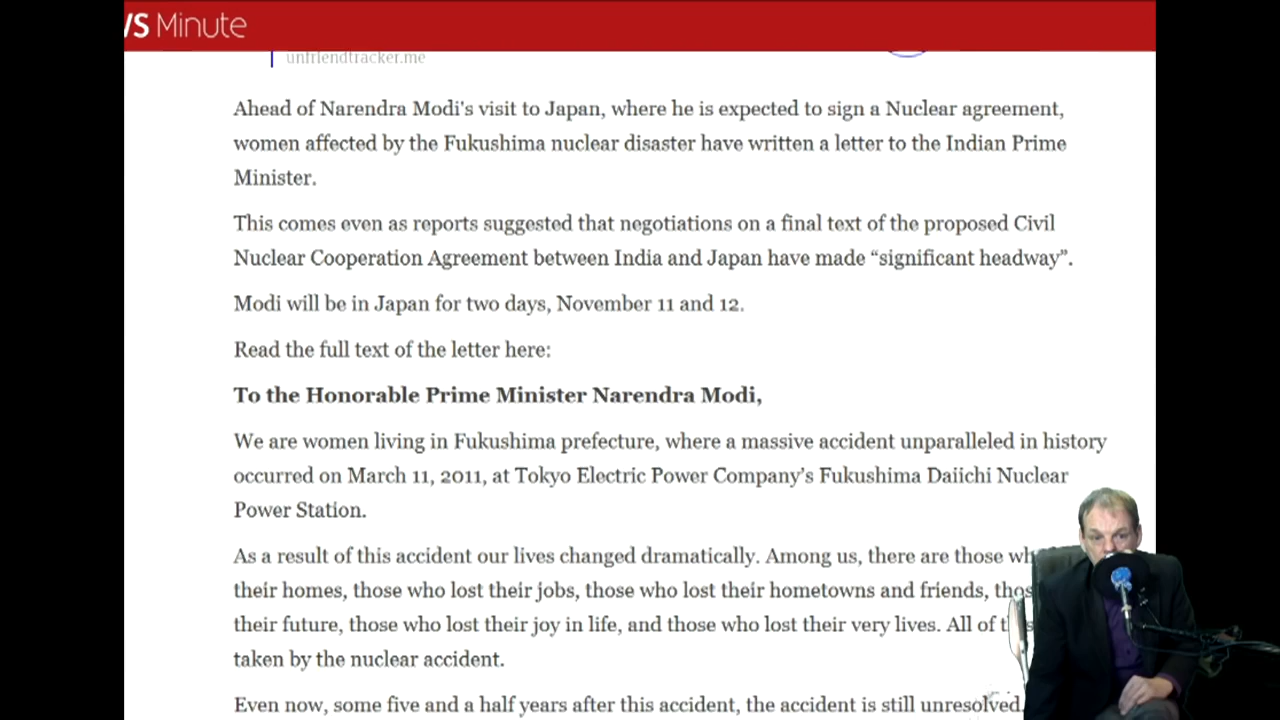 S Minute
unfriendtracker.me
Ahead of Narendra Modi's visit to Japan, where he is expected to sign a Nuclear agreement,
women affected by the Fukushima nuclear disaster have written a letter to the Indian Prime
Minister.
This comes even as reports suggested that negotiations on a final text of the proposed Civil
Nuclear Cooperation Agreement between India and Japan have made “significant headway”.
Modi will be in Japan for two days, November 11 and 12.
Read the full text of the letter here:
To the Honorable Prime Minister Narendra Modi,
We are women living in Fukushima prefecture, where a massive accident unparalleled in history
occurred on March 11, 2011, at Tokyo Electric Power Company’s Fukushima Daiichi Nuclear
Power Station.
As a result of this accident our lives changed dramatically. Among us, there are those
their homes, those who lost their jobs, those who lost their hometowns and friends,
their future, those who lost their joy in life, and those who lost their very lives. All of
taken by the nuclear accident.
Even now, some five and a half years after this accident, the accident is still unresolved